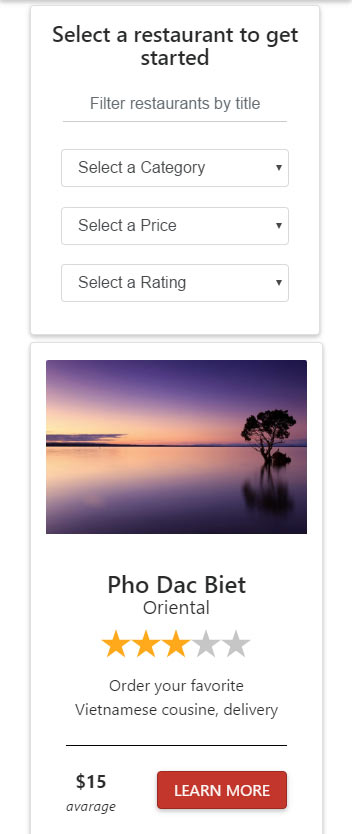 Select a restaurant to get
started
Filter restaurants by title
Select a Category
Select a Price
Select a Rating
Pho Dac Biet
Oriental
Order your favorite
Vietnamese cousine, delivery
$15
avarage
LEARN MORE